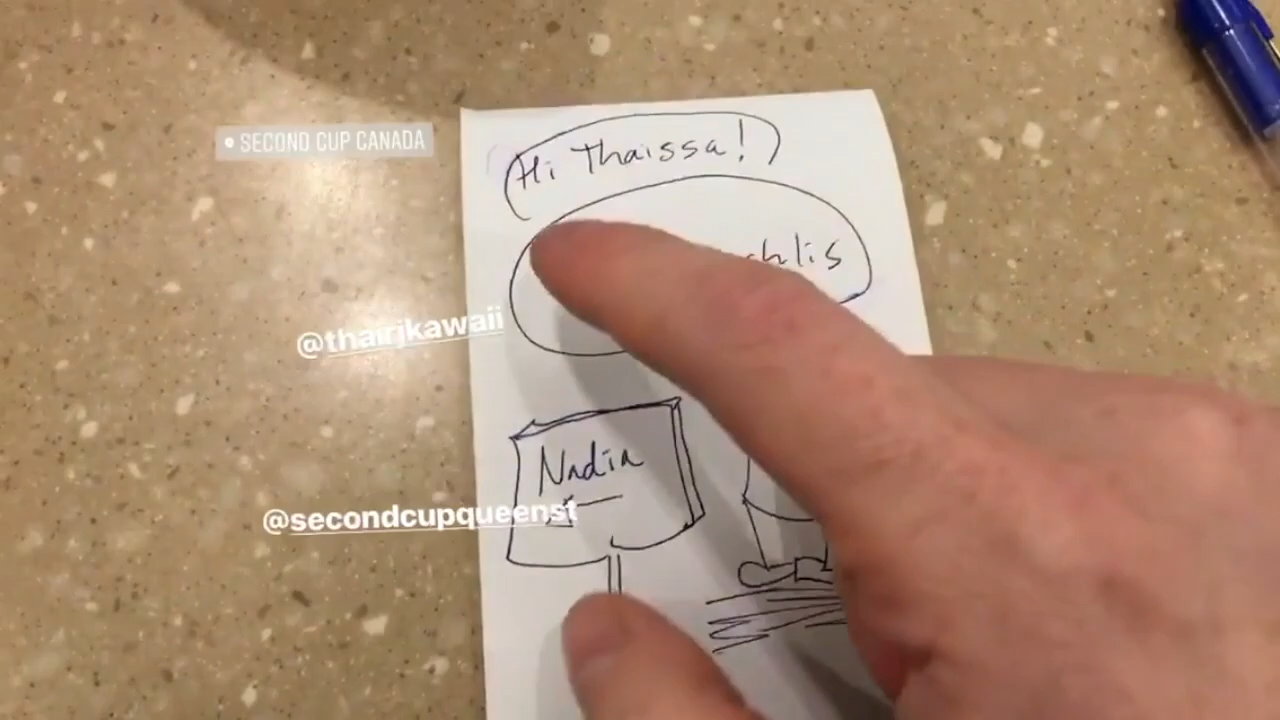 • SECOND CUP CANADA
Hi Thaissa!
@thairjkawaii
Nadia
@secondcupqueenst